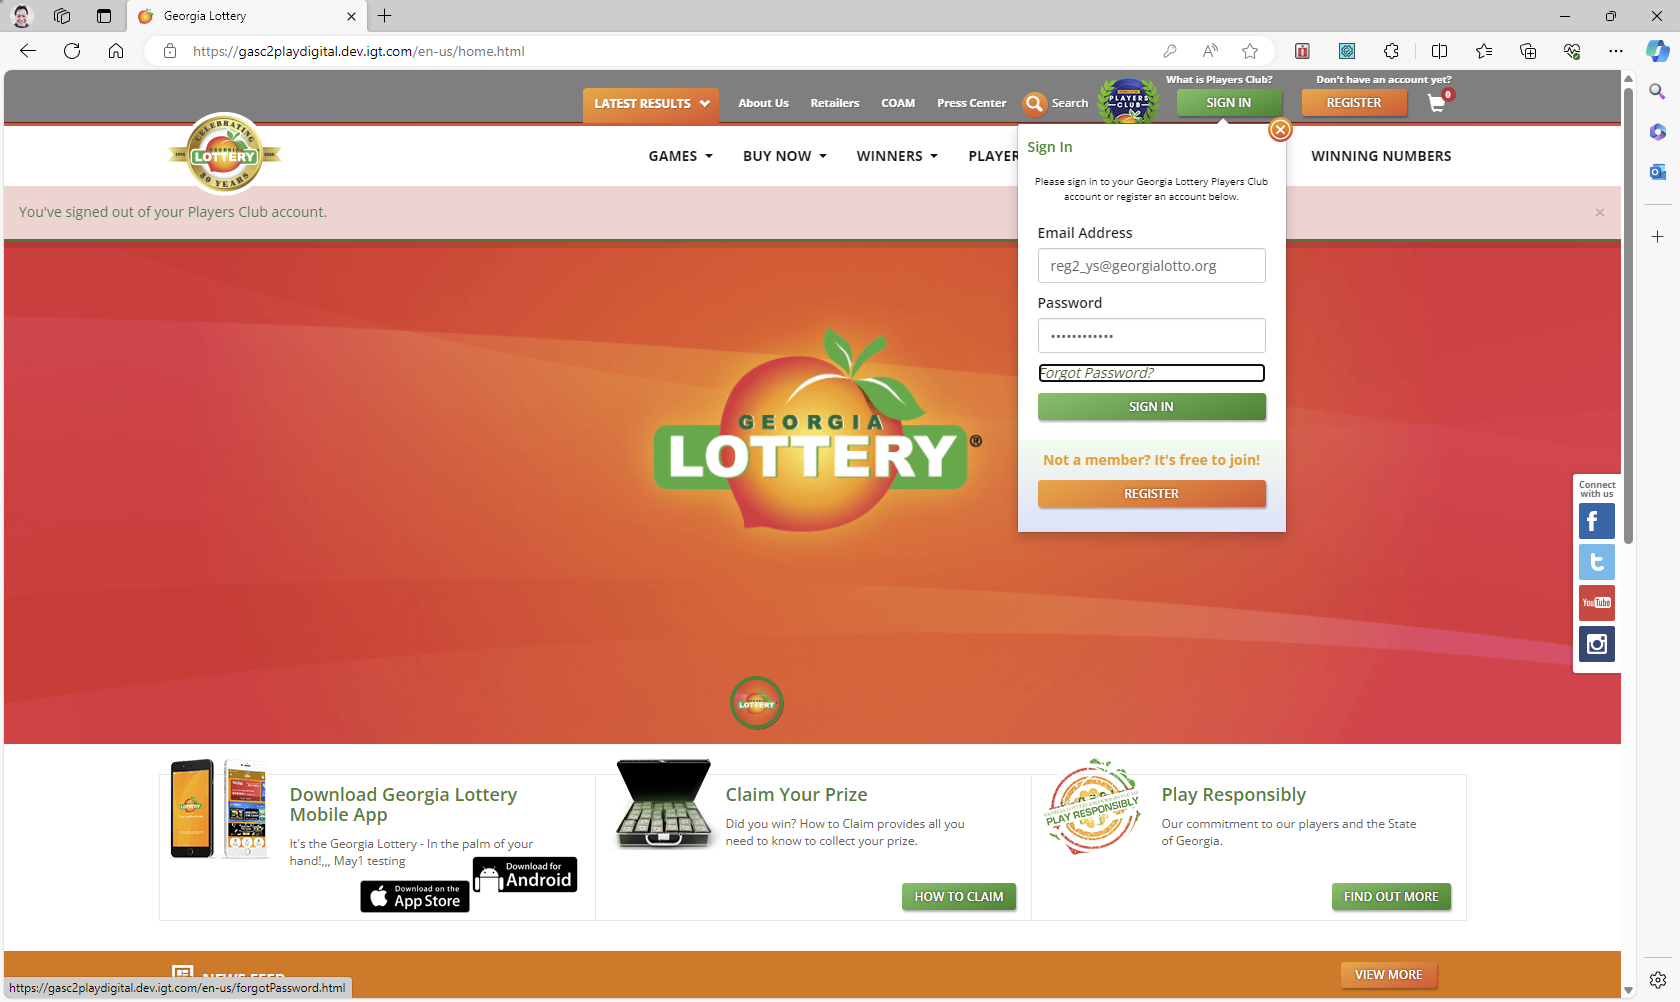 Georgia Lottery
https://gasc2playdigital.dev.igt.com/en-us/home.html
What is Players Club?
Don't have an account yet?
LATEST RESULTS
About Us
Retailers
COAM
Press Center
Search
PLAYERS
CLUB
SIGN IN
REGISTER
0
CELEBRATING
GEORGIA
LOTTERY
30 YEARS
GAMES
BUY NOW
WINNERS
PLAYER
WINNING NUMBERS
You've signed out of your Players Club account.
×
Sign In
Please sign in to your Georgia Lottery Players Club
account or register an account below.
Email Address
reg2_ys@georgialotto.org
Password
Forgot Password?
SIGN IN
Not a member? It's free to join!
REGISTER
GEORGIA
LOTTERY®
Connect
with us
You Tube
LOTTERY
Download Georgia Lottery
Mobile App
It's the Georgia Lottery - In the palm of your
hand!,,, May1 testing
Download on the
App Store
Download for
Android
Claim Your Prize
Did you win? How to Claim provides all you
need to know to collect your prize.
HOW TO CLAIM
PLAY RESPONSIBLY
Play Responsibly
Our commitment to our players and the State
of Georgia.
FIND OUT MORE
NEWS FEED
VIEW MORE
https://gasc2playdigital.dev.igt.com/en-us/forgotPassword.html